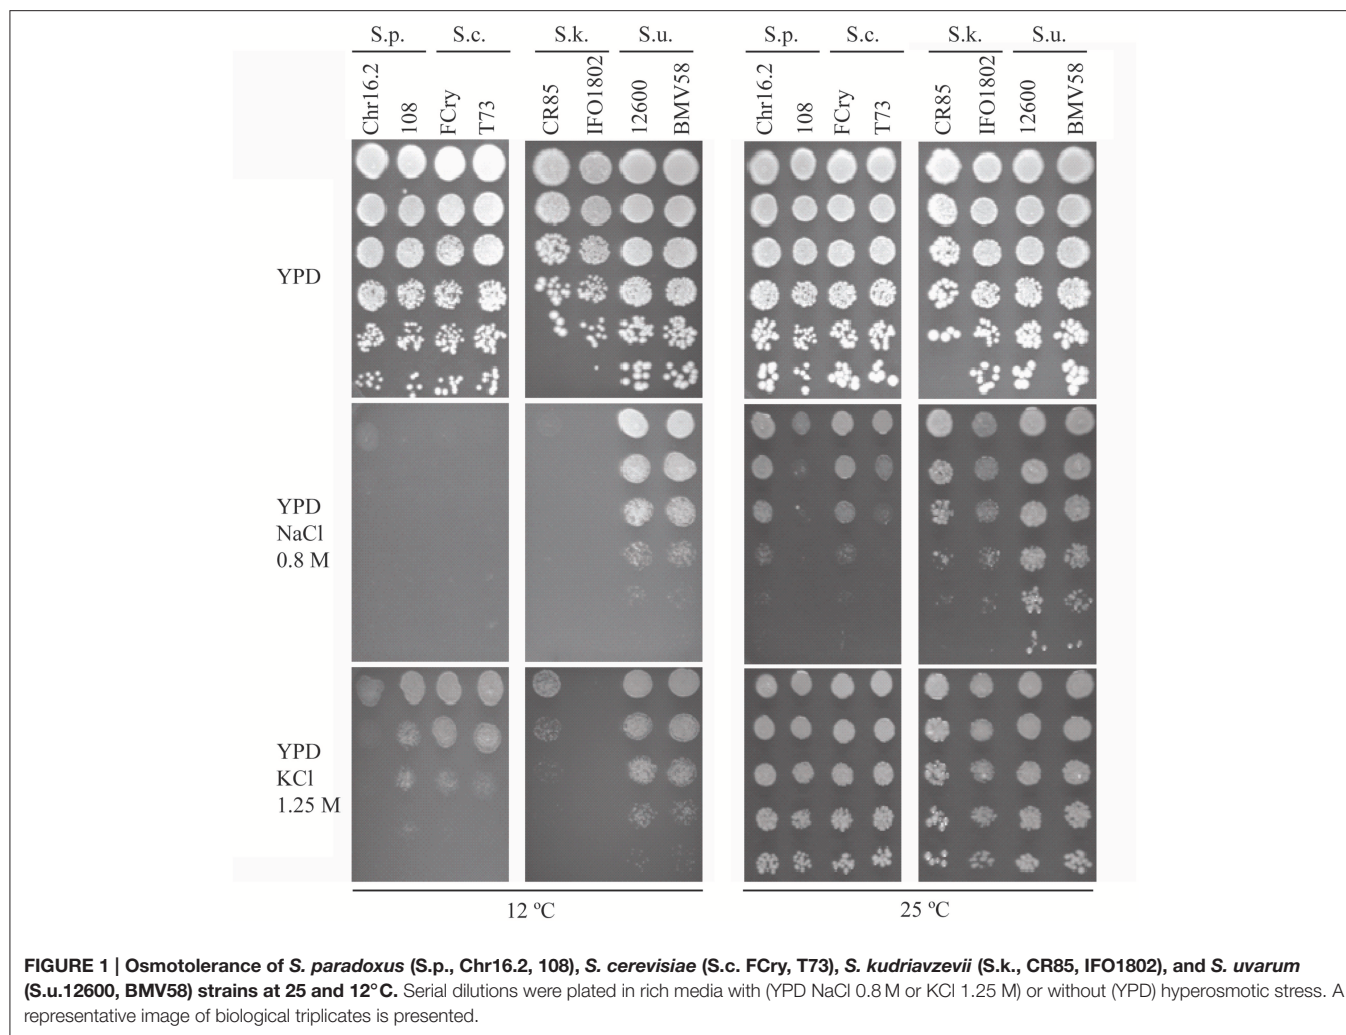 S.p. S.c. S.k. S.u. S.p. S.c. S.k. S.u.
Chr16.2 108 FCry T73 CR85 IFO1802 12600 BMV58 Chr16.2 108 FCry T73 CR85 IFO1802 12600 BMV58
YPD
YPD
NaCl
0.8 M
YPD
KCl
1.25 M
12 ºC 25 ºC
FIGURE 1 | Osmotolerance of S. paradoxus (S.p., Chr16.2, 108), S. cerevisiae (S.c. FCry, T73), S. kudriavzevii (S.k., CR85, IFO1802), and S. uvarum
(S.u.12600, BMV58) strains at 25 and 12°C. Serial dilutions were plated in rich media with (YPD NaCl 0.8 M or KCl 1.25 M) or without (YPD) hyperosmotic stress. A
representative image of biological triplicates is presented.